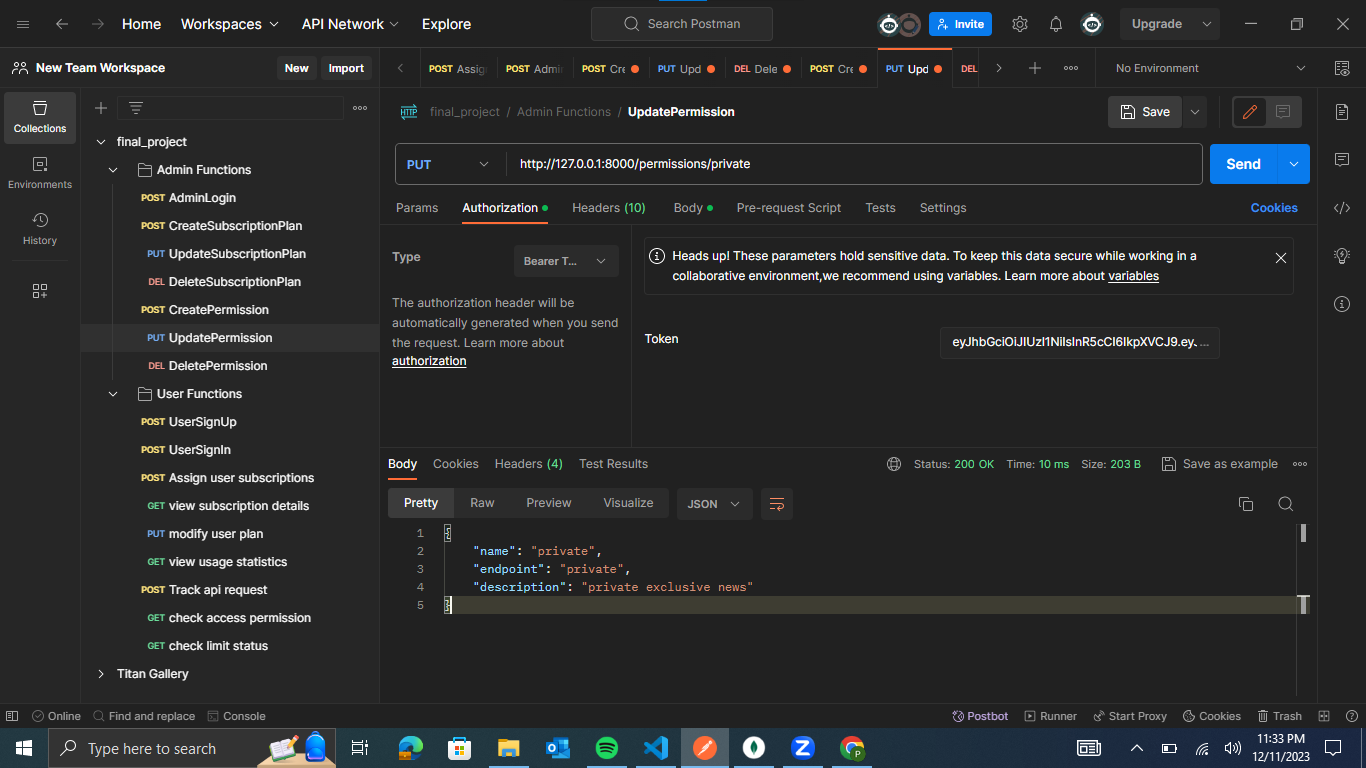 Home Workspaces API Network Explore Search Postman Invite Upgrade
New Team Workspace New Import
POST Assig POST Admi POST Cre PUT Upd DEL Dele POST Cre PUT Upd DEL No Environment
Collections
Environments
History
final_project
Admin Functions
POST AdminLogin
POST CreateSubscriptionPlan
PUT UpdateSubscriptionPlan
DEL DeleteSubscriptionPlan
POST CreatePermission
PUT UpdatePermission
DEL DeletePermission
User Functions
POST UserSignUp
POST UserSignIn
POST Assign user subscriptions
GET view subscription details
PUT modify user plan
GET view usage statistics
POST Track api request
GET check access permission
GET check limit status
Titan Gallery
HTTP final_project / Admin Functions / UpdatePermission Save
PUT http://127.0.0.1:8000/permissions/private Send
Params Authorization Headers (10) Body Pre-request Script Tests Settings Cookies
Type Bearer T...
The authorization header will be
automatically generated when you send
the request. Learn more about
authorization
Heads up! These parameters hold sensitive data. To keep this data secure while working in a
collaborative environment,we recommend using variables. Learn more about variables
Token
Body Cookies Headers (4) Test Results Status: 200 OK Time: 10 ms Size: 203 B Save as example
Pretty Raw Preview Visualize JSON
1 {
2 "name": "private",
3 "endpoint": "private",
4 "description": "private exclusive news"
5 }
Online Find and replace Console Postbot Runner Start Proxy Cookies Trash
Type here to search
11:33 PM
12/11/2023